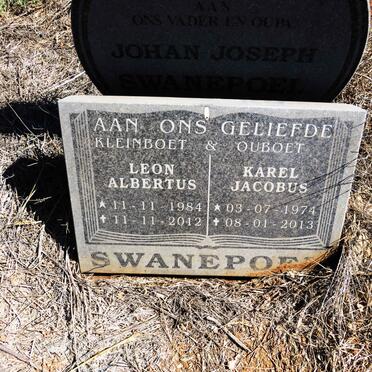 AAN
ONS VADER EN OUPA
JOHAN JOSEPH
SWANEPOEL
AAN ONS GELIEFDE
KLEINBOET & OUBOET
LEON
ALBERTUS
★ 11-11-1984
✝ 11-11-2012
KAREL
JACOBUS
★ 03-07-1974
✝ 08-01-2013
SWANEPOEL